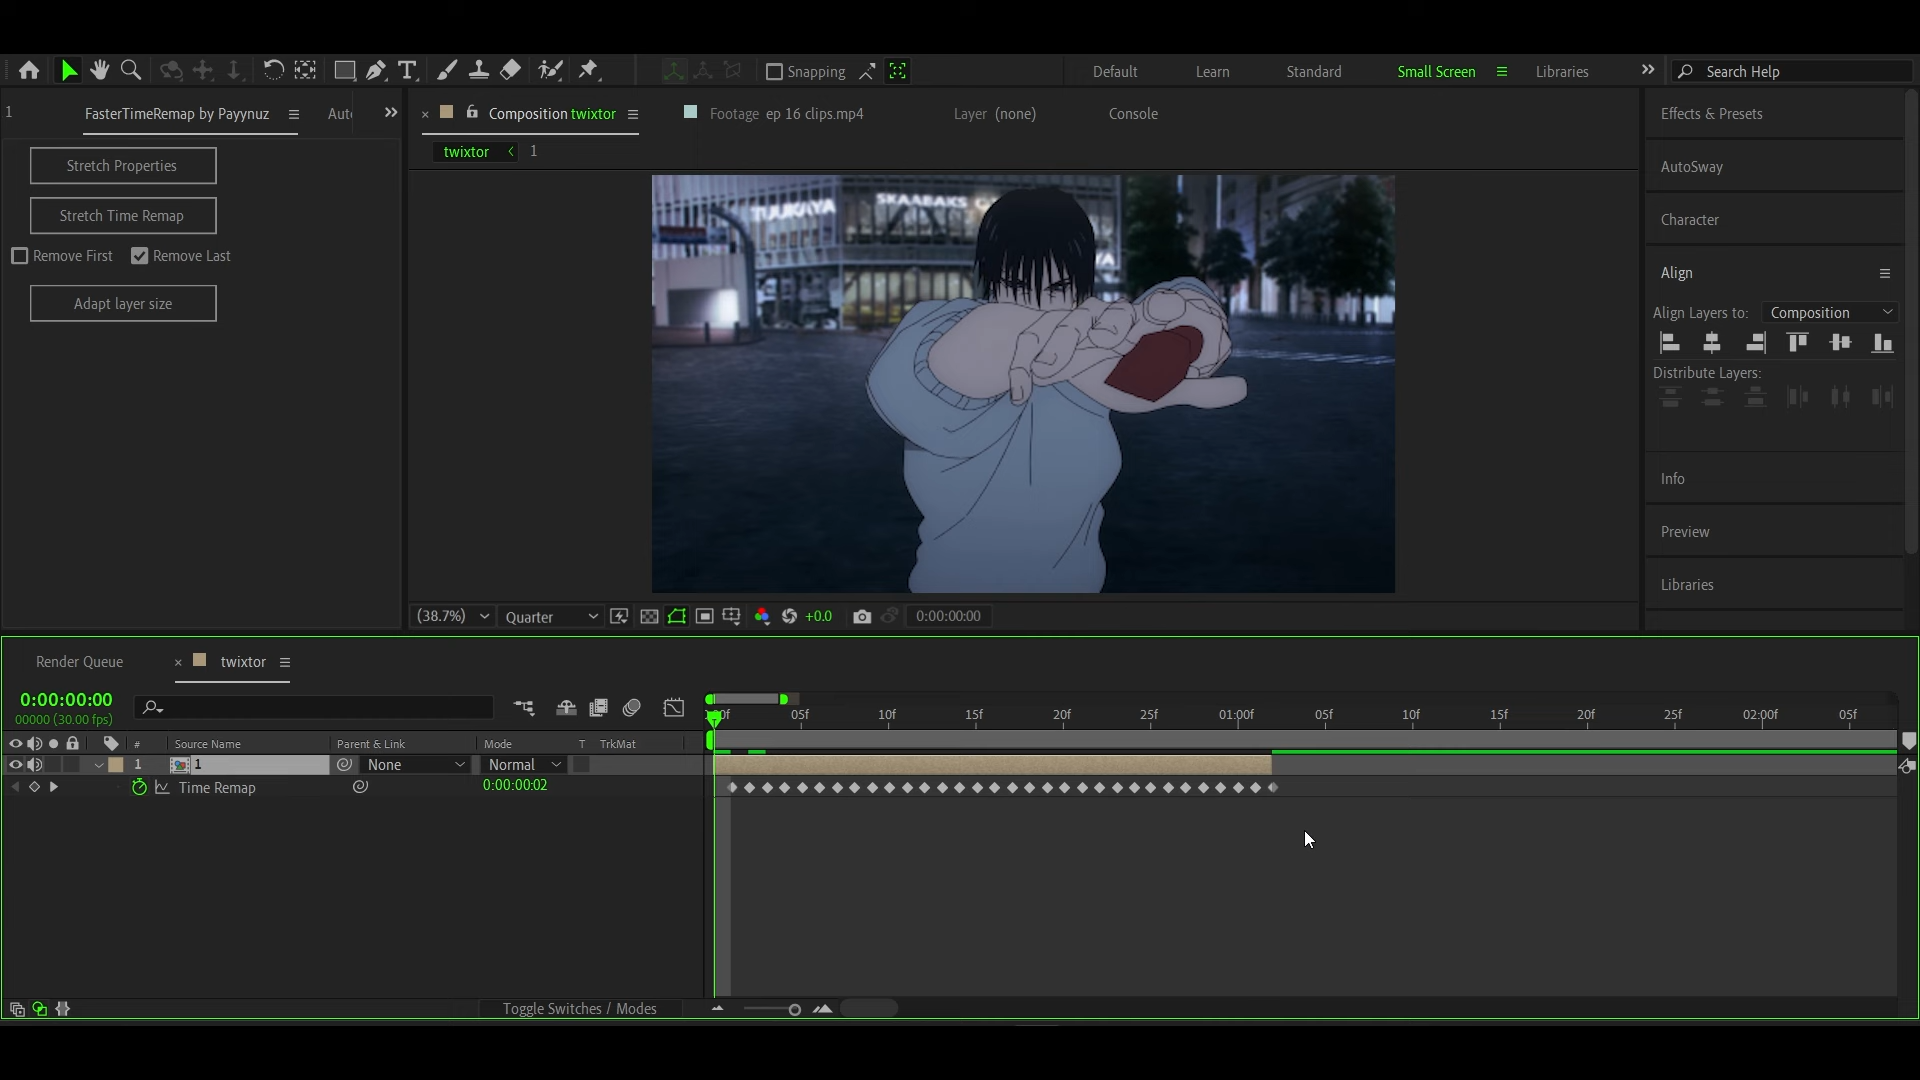 Snapping
Default
Learn
Standard
Small Screen
Libraries
Search Help
1
FasterTimeRemap by Payynuz
Composition twixtor
Footage ep 16 clips.mp4
Layer (none)
Console
Stretch Properties
Stretch Time Remap
Remove First
Remove Last
Adapt layer size
twixtor
1
TUUKAYA
SKAABAKS
Effects & Presets
AutoSway
Character
Align
Align Layers to: Composition
Distribute Layers:
Info
Preview
Libraries
(38.7%)
Quarter
+0.0
0:00:00:00
Render Queue
twixtor
0:00:00:00
00000 (30.00 fps)
05f
10f
15f
20f
25f
01:00f
05f
10f
15f
20f
25f
02:00f
05f
#
Source Name
Parent & Link
Mode
T
TrkMat
1
1
None
Normal
Time Remap
0:00:00:02
Toggle Switches / Modes